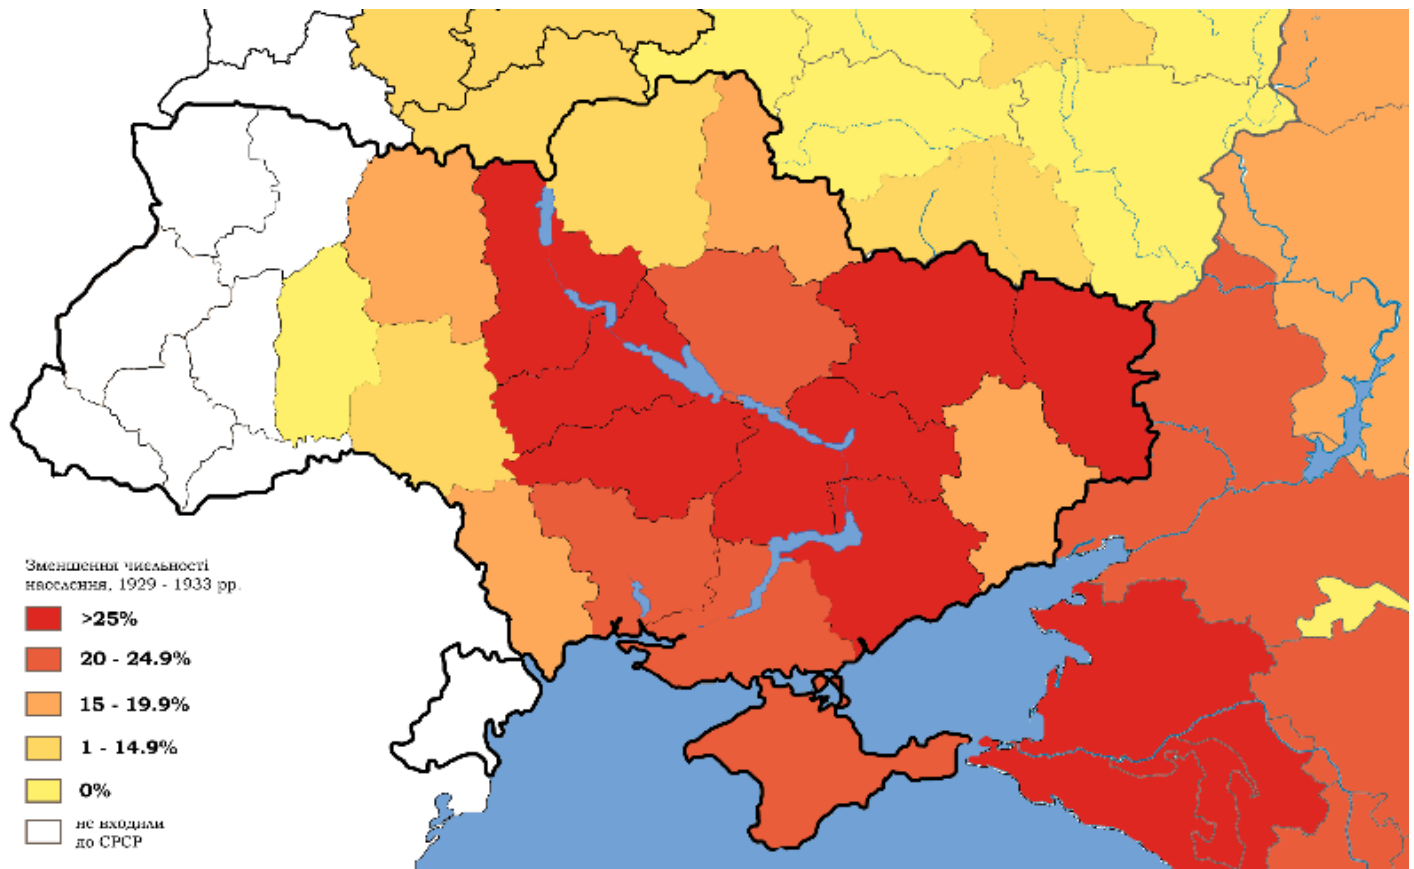 Зменшення чисельності
населення, 1929 - 1933 рр.
>25%
20 - 24.9%
15 - 19.9%
1 - 14.9%
0%
не входили
до СРСР